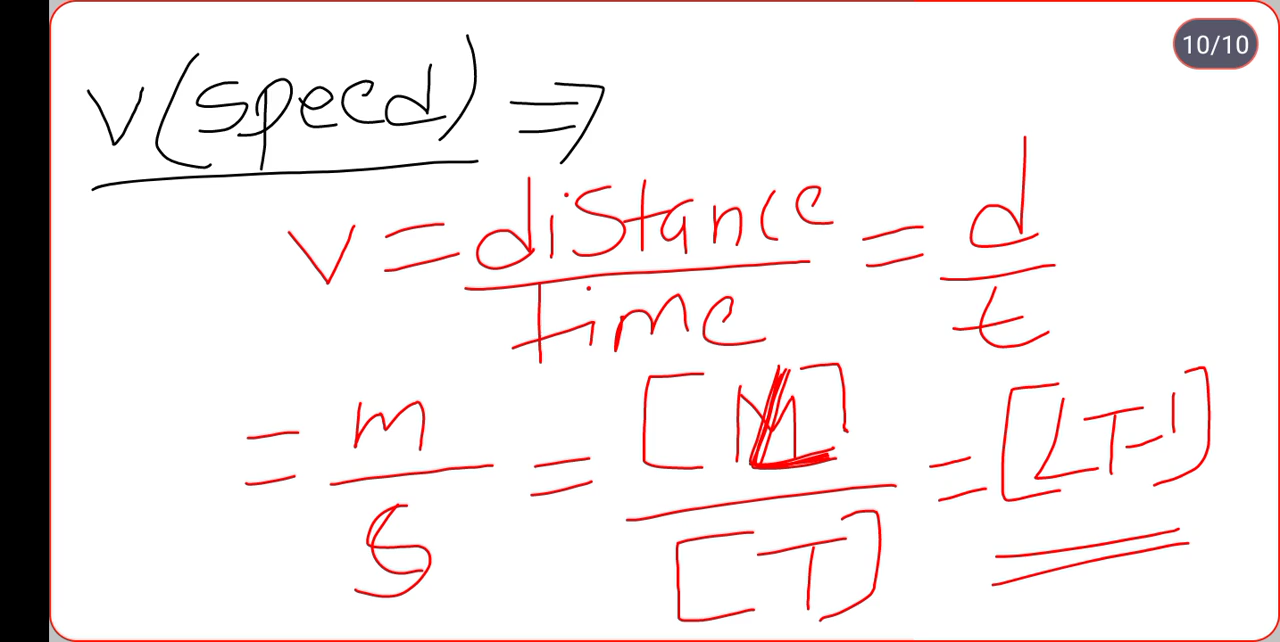 10/10
v(speed) ⇒
v = distance/Time = d/t
= m/s = [L]/[T] = [LT-1]